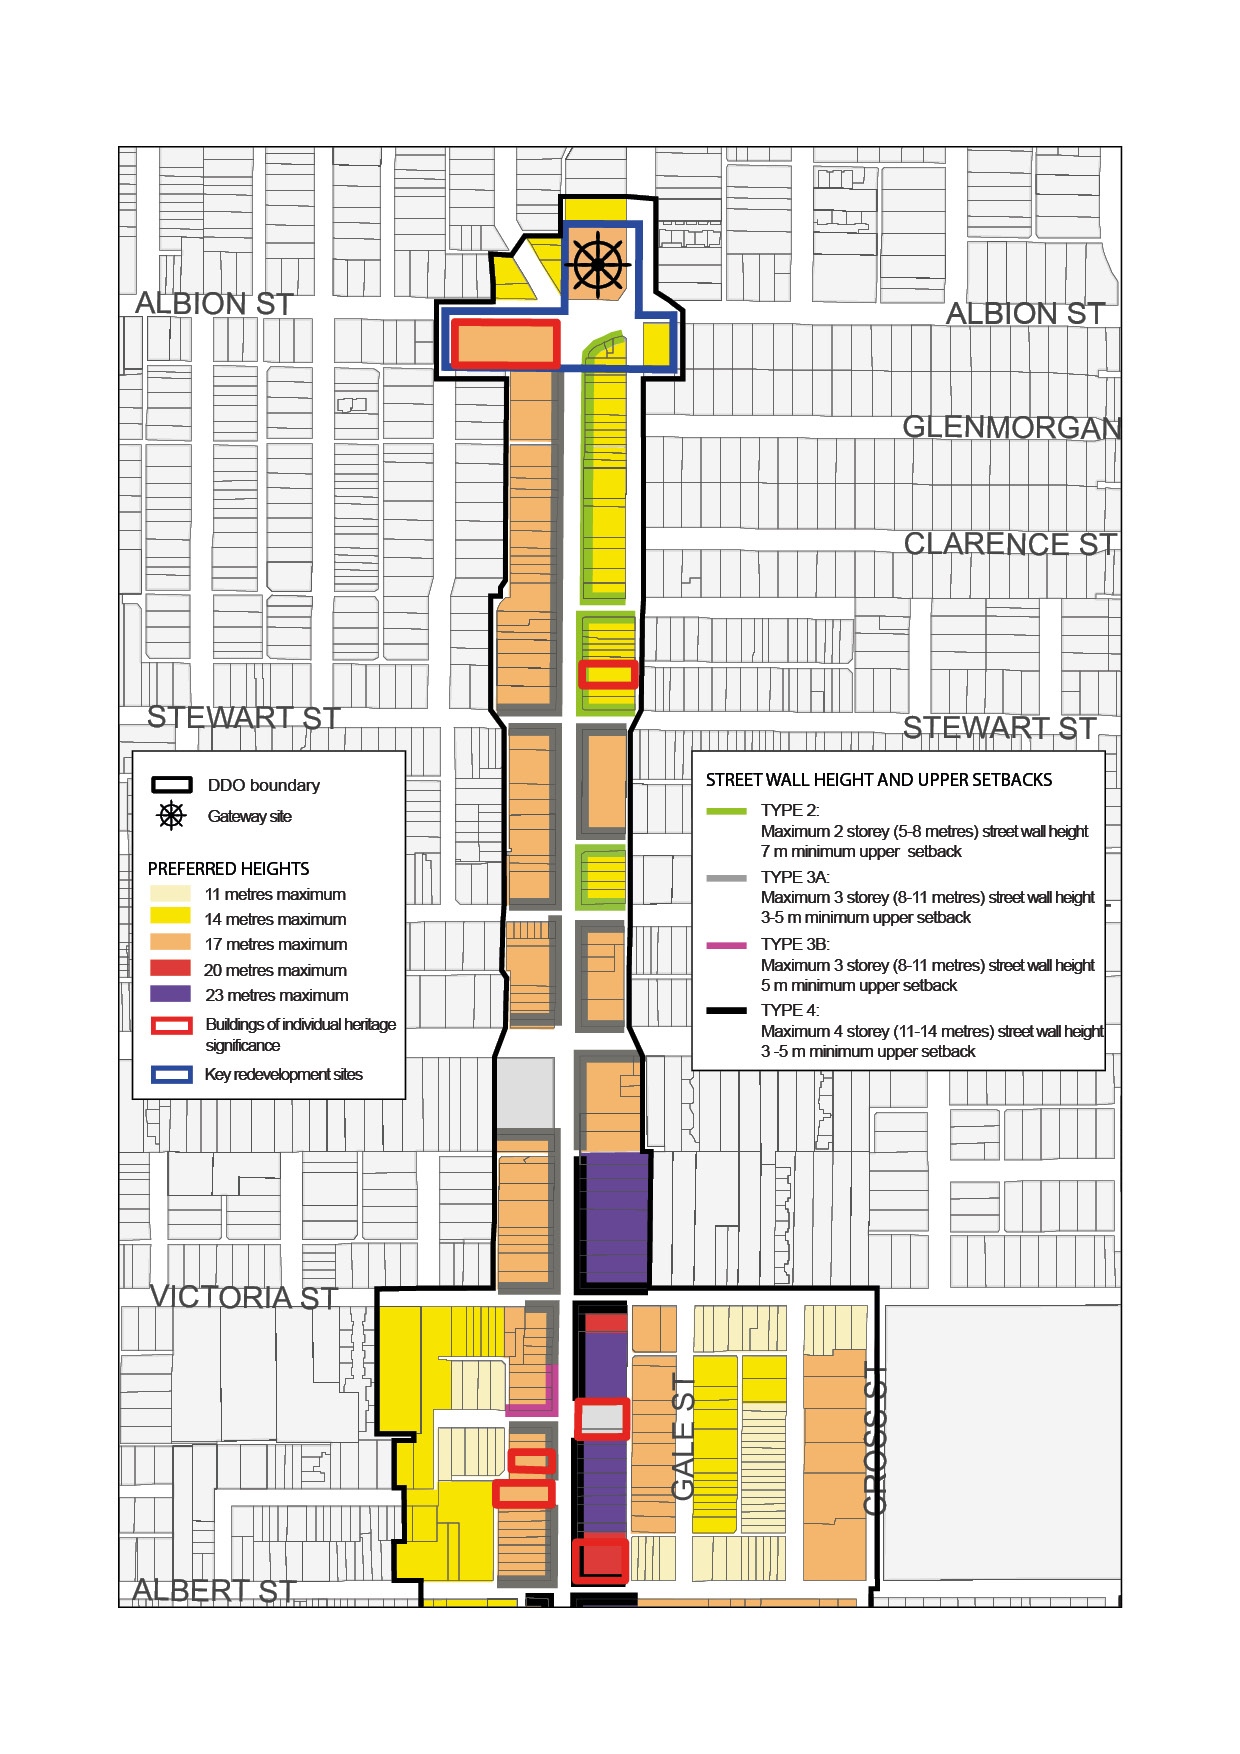 ALBION ST
ALBION ST
GLENMORGAN
CLARENCE ST
STEWART ST
STEWART ST
DDO boundary
Gateway site
PREFERRED HEIGHTS
11 metres maximum
14 metres maximum
17 metres maximum
20 metres maximum
23 metres maximum
Buildings of individual heritage
significance
Key redevelopment sites
STREET WALL HEIGHT AND UPPER SETBACKS
TYPE 2:
Maximum 2 storey (5-8 metres) street wall height
7 m minimum upper setback
TYPE 3A:
Maximum 3 storey (8-11 metres) street wall height
3-5 m minimum upper setback
TYPE 3B:
Maximum 3 storey (8-11 metres) street wall height
5 m minimum upper setback
TYPE 4:
Maximum 4 storey (11-14 metres) street wall height
3 -5 m minimum upper setback
VICTORIA ST
GALE ST
CROSS ST
ALBERT ST